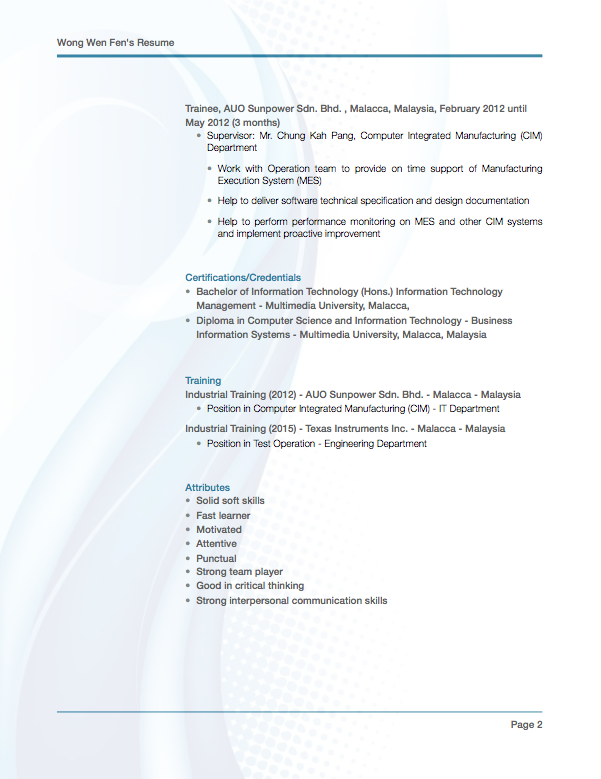 Wong Wen Fen's Resume
Trainee, AUO Sunpower Sdn. Bhd. , Malacca, Malaysia, February 2012 until
May 2012 (3 months)
• Supervisor: Mr. Chung Kah Pang, Computer Integrated Manufacturing (CIM)
Department
• Work with Operation team to provide on time support of Manufacturing
Execution System (MES)
• Help to deliver software technical specification and design documentation
• Help to perform performance monitoring on MES and other CIM systems
and implement proactive improvement
Certifications/Credentials
• Bachelor of Information Technology (Hons.) Information Technology
Management - Multimedia University, Malacca,
• Diploma in Computer Science and Information Technology - Business
Information Systems - Multimedia University, Malacca, Malaysia
Training
Industrial Training (2012) - AUO Sunpower Sdn. Bhd. - Malacca - Malaysia
• Position in Computer Integrated Manufacturing (CIM) - IT Department
Industrial Training (2015) - Texas Instruments Inc. - Malacca - Malaysia
• Position in Test Operation - Engineering Department
Attributes
• Solid soft skills
• Fast learner
• Motivated
• Attentive
• Punctual
• Strong team player
• Good in critical thinking
• Strong interpersonal communication skills
Page 2